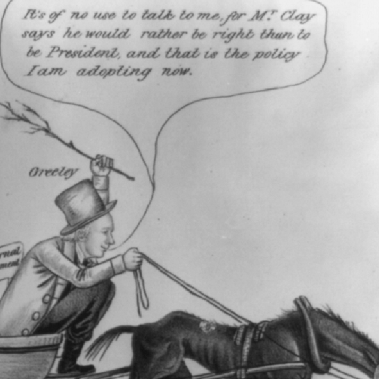 It's of no use to talk to me, for Mr. Clay
says he would rather be right than to
be President, and that is the policy
I am adopting now.
Greeley